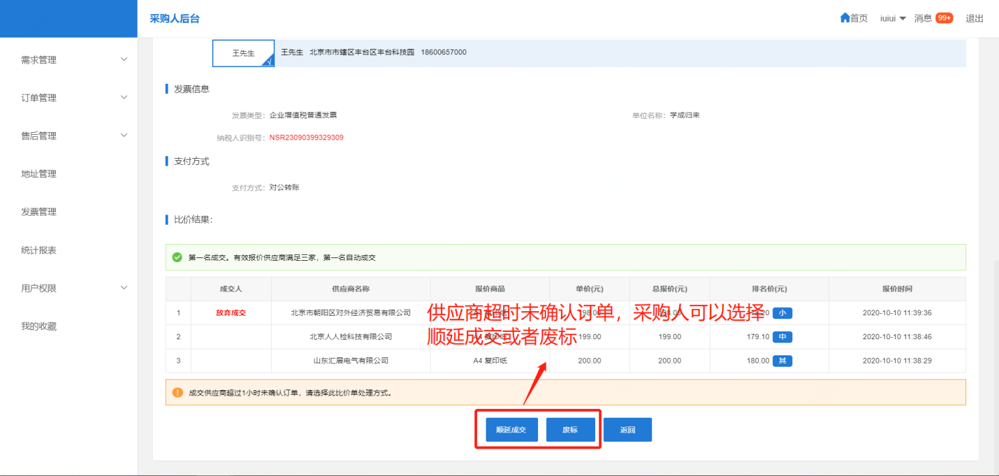 采购人后台
首页 iuiui 消息 99+ 退出
需求管理
订单管理
售后管理
地址管理
发票管理
统计报表
用户权限
我的收藏
王先生 王先生 北京市市辖区丰台区丰台科技园 18600657000
发票信息
发票类型：企业增值税普通发票 单位名称：学成归来
纳税人识别号：NSR23090399329309
支付方式
支付方式：对公转账
比价结果：
第一名成交。有效报价供应商满足三家，第一名自动成交
成交人 供应商名称 报价商品 单价(元) 总报价(元) 排名价(元) 报价时间
1 放弃成交 北京市朝阳区对外经济贸易有限公司 小 2020-10-10 11:39:36
供应商超时未确认订单，采购人可以选择
顺延成交或者废标
2 北京人人检科技有限公司 199.00 199.00 179.10 中 2020-10-10 11:38:46
3 山东汇展电气有限公司 A4 复印纸 200.00 200.00 180.00 其 2020-10-10 11:38:29
成交供应商超过1小时未确认订单，请选择此比价单处理方式。
顺延成交 废标 返回